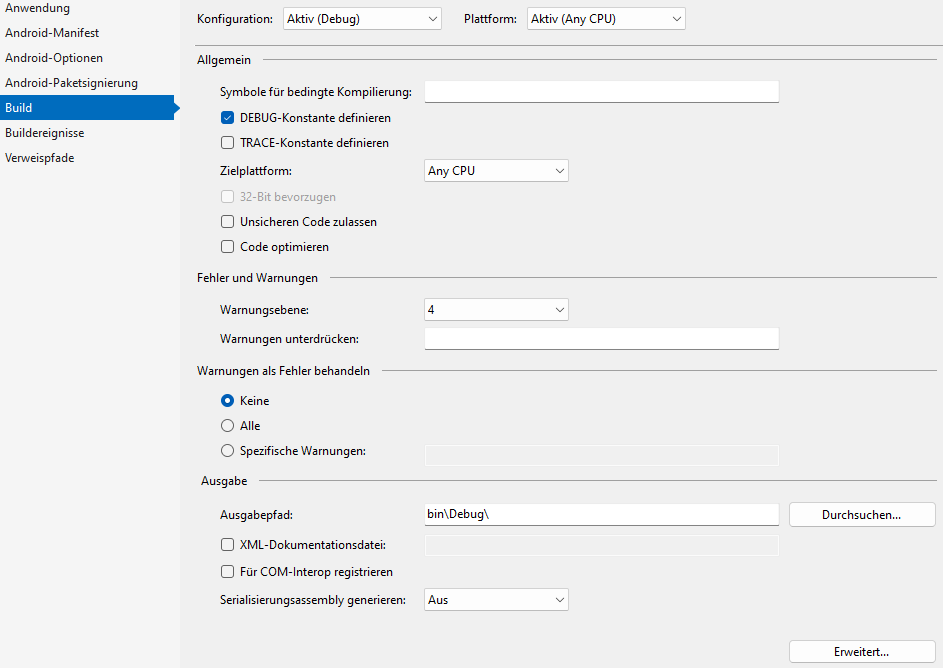 Anwendung
Android-Manifest
Android-Optionen
Android-Paketsignierung
Build
Buildereignisse
Verweispfade
Konfiguration: Aktiv (Debug) Plattform: Aktiv (Any CPU)
Allgemein
Symbole für bedingte Kompilierung:
DEBUG-Konstante definieren
TRACE-Konstante definieren
Zielplattform: Any CPU
32-Bit bevorzugen
Unsicheren Code zulassen
Code optimieren
Fehler und Warnungen
Warnungsebene: 4
Warnungen unterdrücken:
Warnungen als Fehler behandeln
Keine
Alle
Spezifische Warnungen:
Ausgabe
Ausgabepfad: bin\Debug\ Durchsuchen...
XML-Dokumentationsdatei:
Für COM-Interop registrieren
Serialisierungsassembly generieren: Aus
Erweitert...